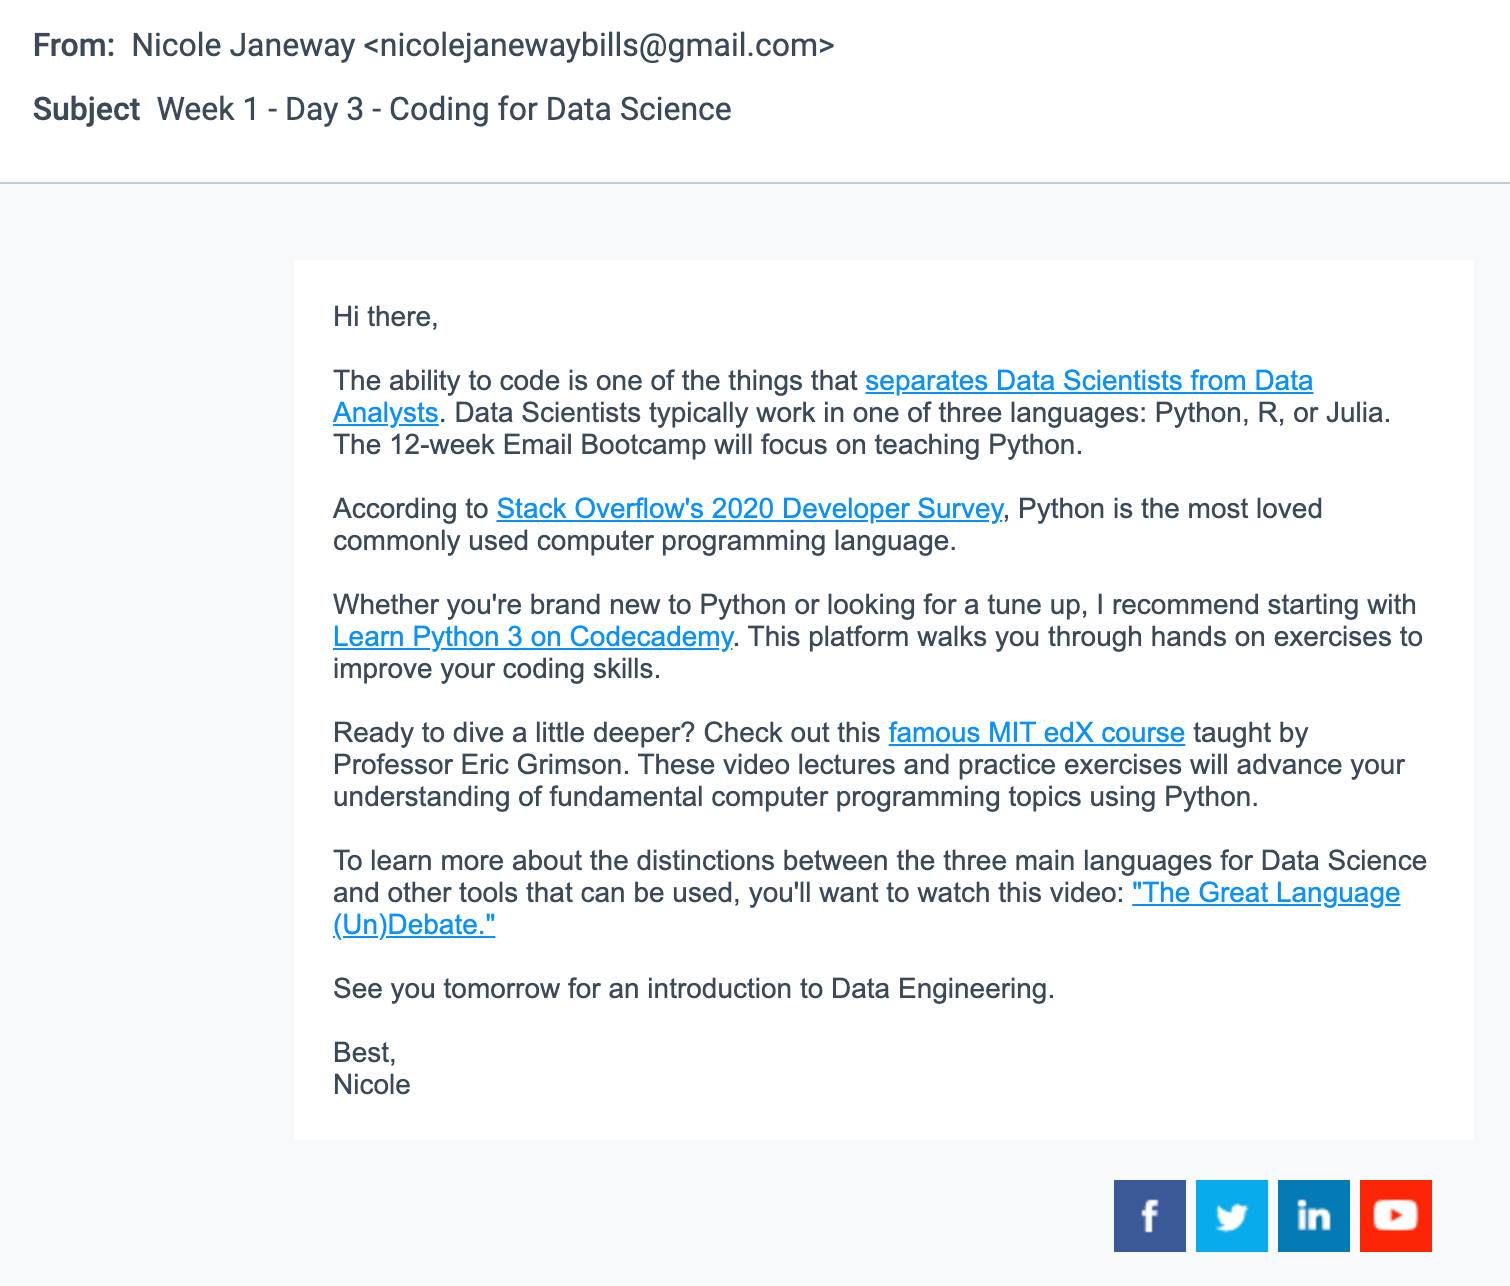 From: Nicole Janeway <nicolejanewaybills@gmail.com>
Subject Week 1 - Day 3 - Coding for Data Science
Hi there,
The ability to code is one of the things that separates Data Scientists from Data
Analysts. Data Scientists typically work in one of three languages: Python, R, or Julia.
The 12-week Email Bootcamp will focus on teaching Python.
According to Stack Overflow's 2020 Developer Survey, Python is the most loved
commonly used computer programming language.
Whether you're brand new to Python or looking for a tune up, I recommend starting with
Learn Python 3 on Codecademy. This platform walks you through hands on exercises to
improve your coding skills.
Ready to dive a little deeper? Check out this famous MIT edX course taught by
Professor Eric Grimson. These video lectures and practice exercises will advance your
understanding of fundamental computer programming topics using Python.
To learn more about the distinctions between the three main languages for Data Science
and other tools that can be used, you'll want to watch this video: "The Great Language
(Un)Debate."
See you tomorrow for an introduction to Data Engineering.
Best,
Nicole
f in